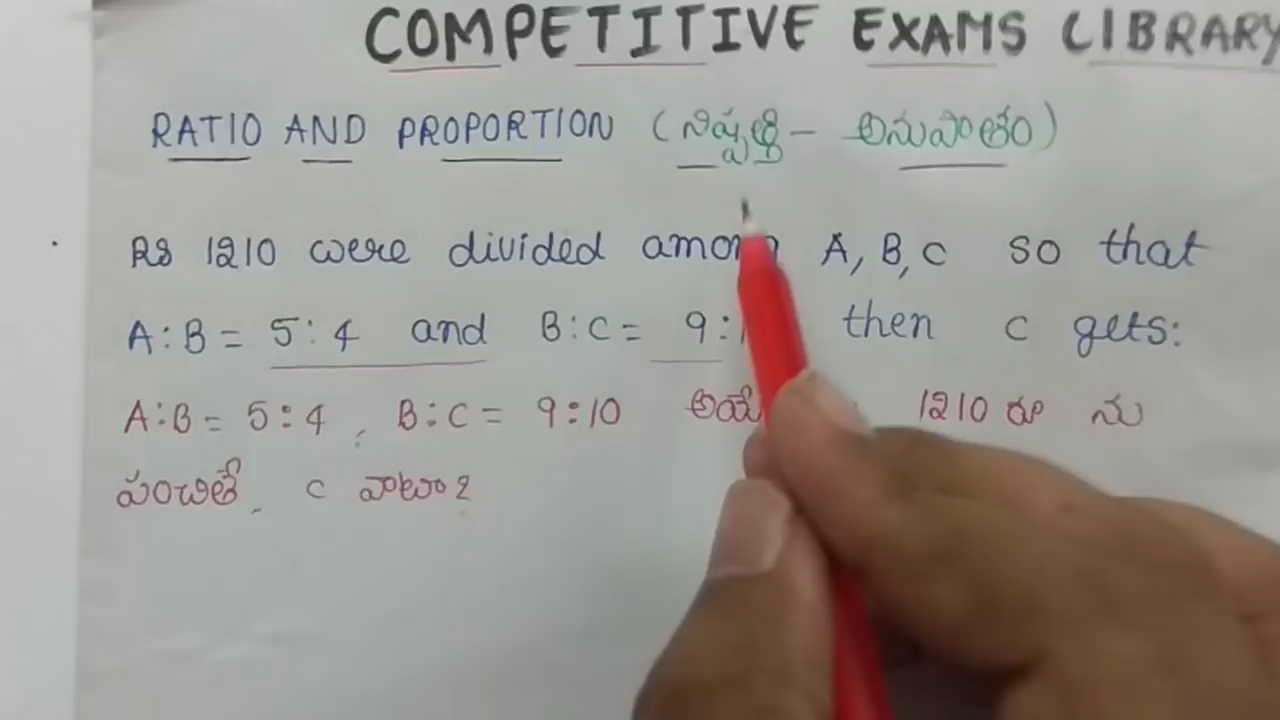 COMPETITIVE EXAMS LIBRARY
RATIO AND PROPORTION ( - అనుపాతం)
Rs 1210 were divided among A, B, C so that
A:B = 5:4 and B:C = 9: then C gets:
A:B = 5:4, B:C = 9:10 1210 రూ ను
పంచితే, C వాటా?